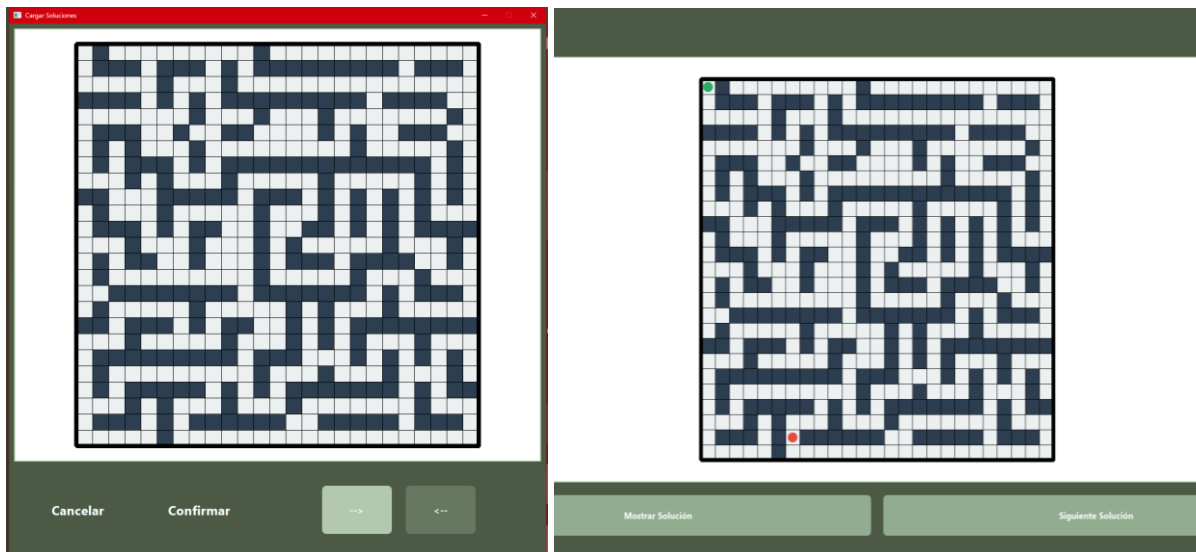 Cargar Soluciones
Cancelar
Confirmar
-->
<--
Mostrar Solución
Siguiente Solución